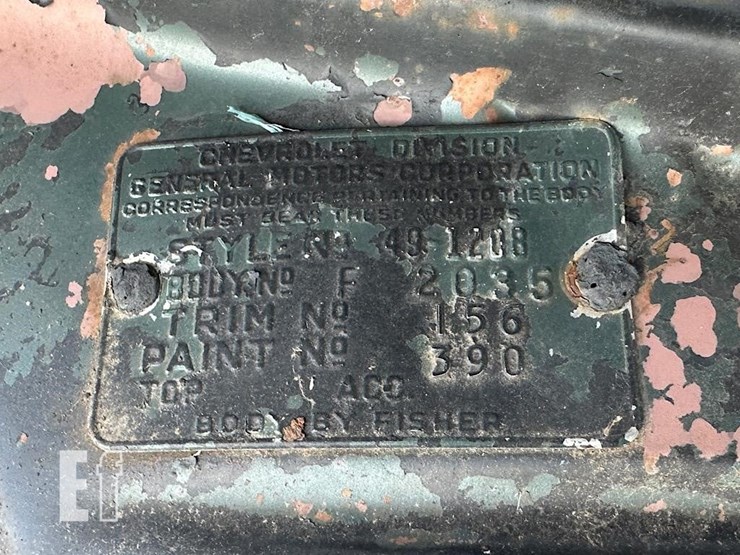 CHEVROLET DIVISION
GENERAL MOTORS CORPORATION
CORRESPONDENCE PERTAINING TO THE BODY
MUST BEAR THESE NUMBERS
STYLE Nº 49 1208
BODY Nº F 2035
TRIM Nº 156
PAINT Nº 390
TOP ACC.
BODY BY FISHER